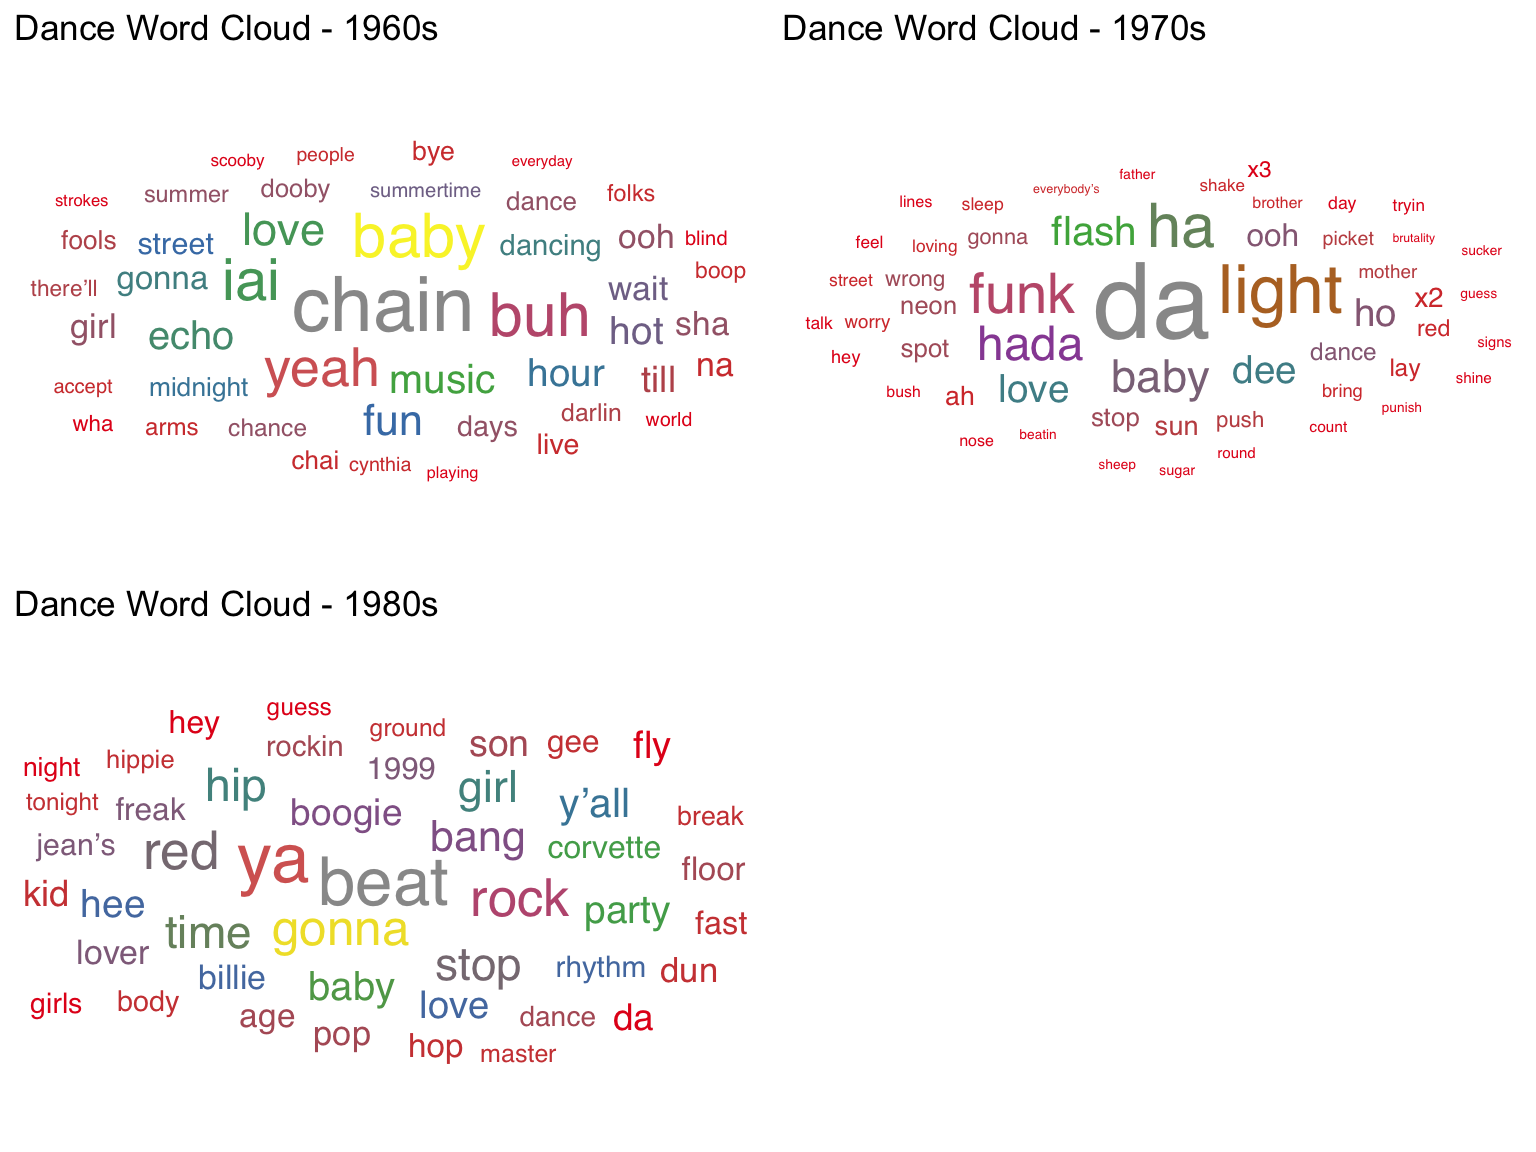 Dance Word Cloud - 1960s
scooby people bye everyday
strokes summer dooby summertime dance folks
fools street love baby dancing ooh blind
there'll gonna iai chain buh wait boop
girl echo hot sha
accept midnight yeah music hour till na
wha arms chance fun days darlin world
chai cynthia playing live
Dance Word Cloud - 1970s
father x3
everybody's shake
lines sleep brother day tryin
feel loving gonna flash ha ooh picket brutality
street wrong funk da light mother sucker
neon ho x2 guess
talk worry red
hey spot hada dance signs
bush ah love baby dee lay shine
stop sun push bring punish
nose beatin count
sheep sugar round
Dance Word Cloud - 1980s
hey guess ground
night hippie rockin son gee fly
tonight freak hip 1999 girl y'all break
jean's boogie bang corvette floor
red ya beat
kid hee rock party fast
lover time gonna
billie stop rhythm dun
girls body baby love
age pop dance da
hop master